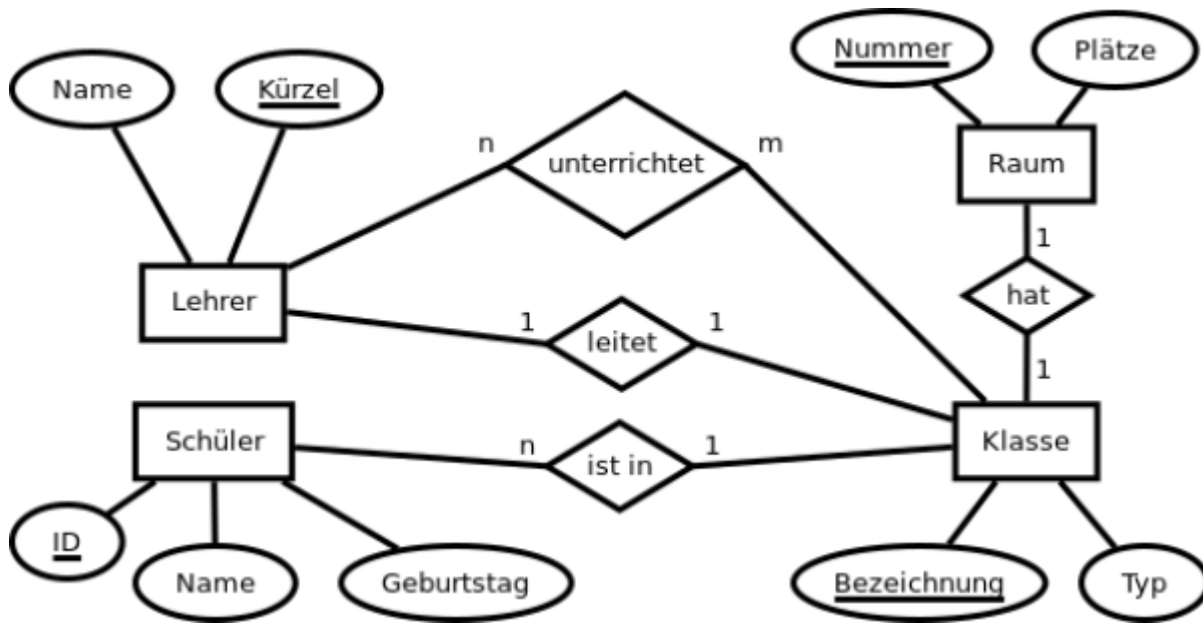 Nummer
Plätze
Name
Kürzel
n
unterrichtet
m
Raum
1
hat
1
Lehrer
1
leitet
1
Schüler
n
ist in
1
Klasse
ID
Name
Geburtstag
Bezeichnung
Typ